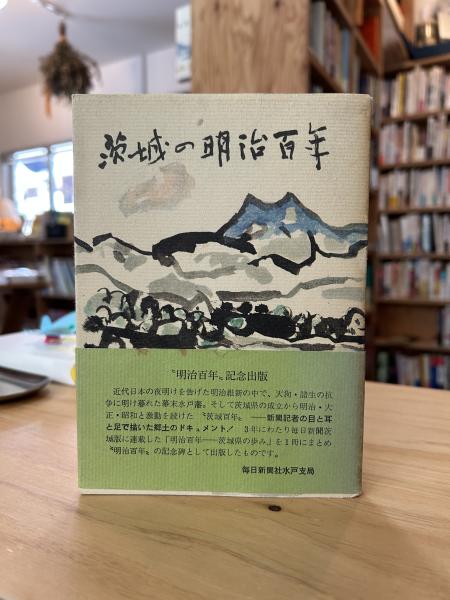 茨城の明治百年
〝明治百年〟記念出版
近代日本の夜明けを告げた明治維新の中で、天狗・諸生の抗
争に明け暮れた幕末水戸藩。そして茨城県の成立から明治・大
正・昭和と激動を続けた〝茨城百年〟――新聞記者の目と耳
と足で描いた郷土のドキュメント！ 3年にわたり毎日新聞茨
城版に連載した「明治百年――茨城県の歩み」を1冊にまとめ
〝明治百年〟の記念碑として出版したものです。
毎日新聞社水戸支局